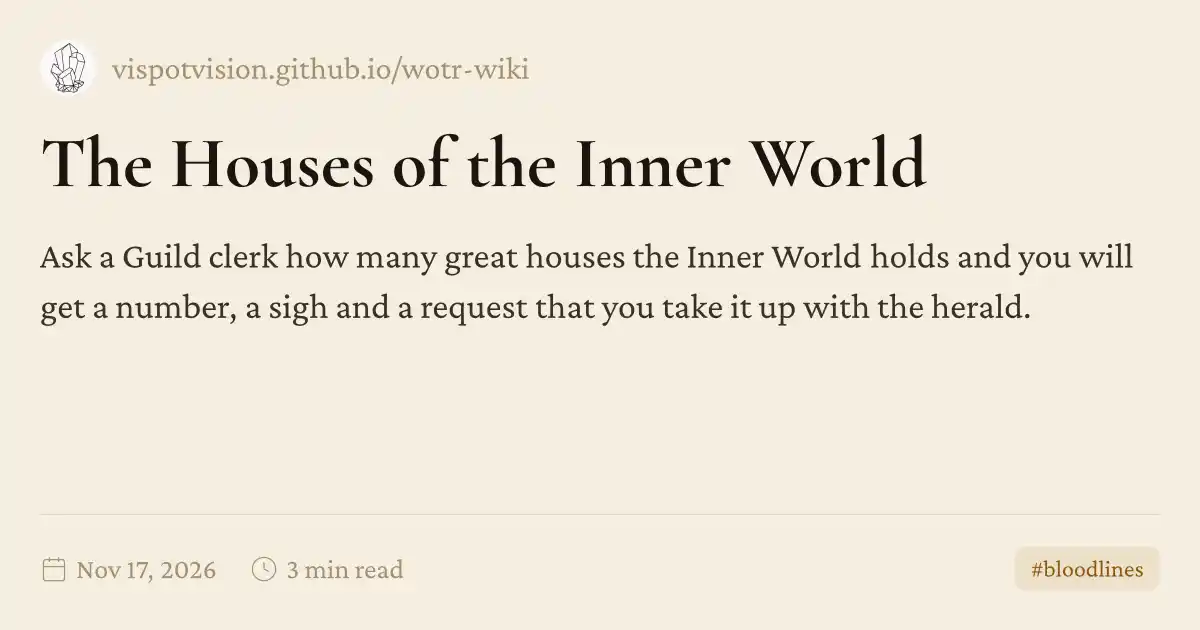 vispotvision.github.io/wotr-wiki
The Houses of the Inner World
Ask a Guild clerk how many great houses the Inner World holds and you will
get a number, a sigh and a request that you take it up with the herald.
Nov 17, 2026
3 min read
#bloodlines